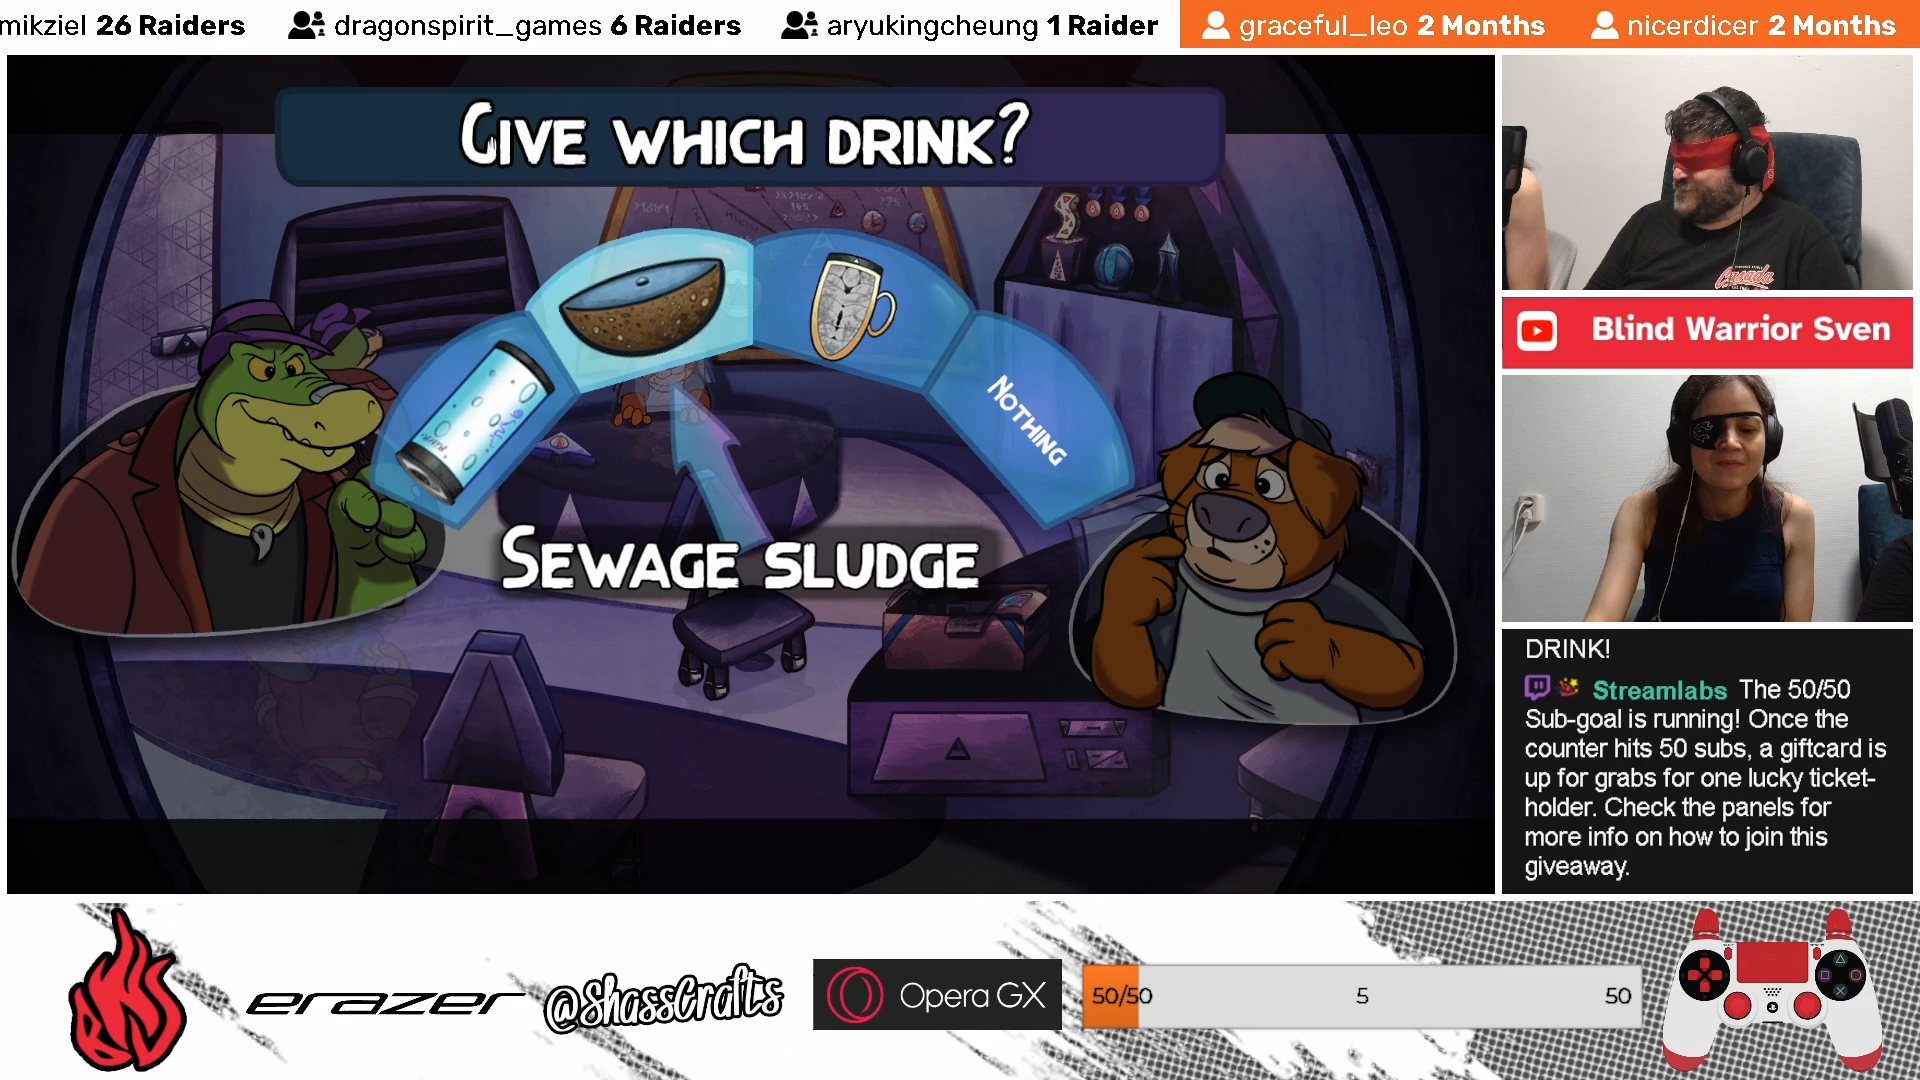 mikziel 26 Raiders dragonspirit_games 6 Raiders aryukingcheung 1 Raider graceful_leo 2 Months nicerdicer 2 Months
GIVE WHICH DRINK?
NOTHING
SEWAGE SLUDGE
Blind Warrior Sven
DRINK!
Streamlabs The 50/50
Sub-goal is running! Once the
counter hits 50 subs, a giftcard is
up for grabs for one lucky ticket-
holder. Check the panels for
more info on how to join this
giveaway.
BWS
erazer
@ShassCrafts
Opera GX
50/50 5 50